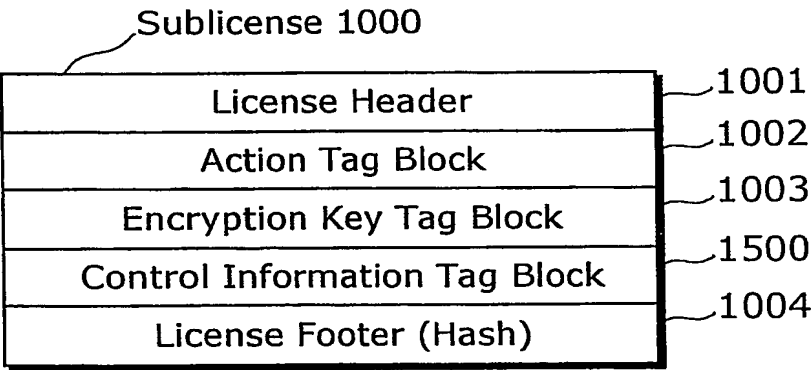 Sublicense 1000
License Header 1001
Action Tag Block 1002
Encryption Key Tag Block 1003
Control Information Tag Block 1500
License Footer (Hash) 1004